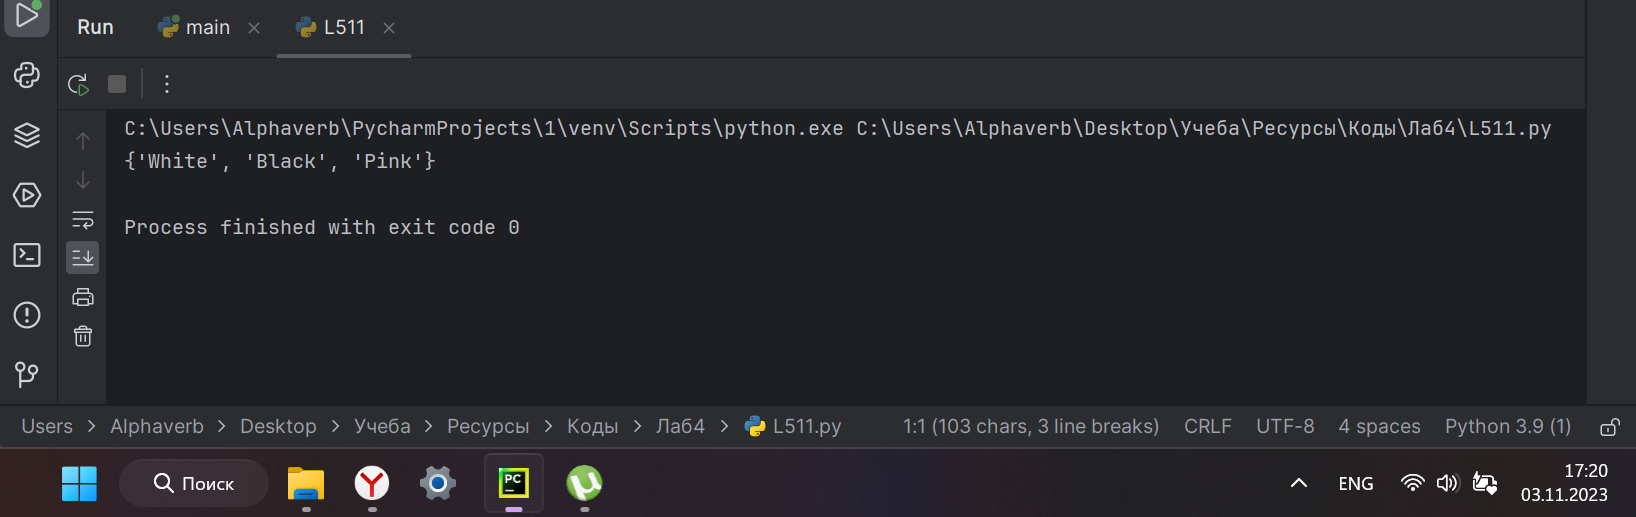 Run main L511
C:\Users\Alphaverb\PycharmProjects\1\venv\Scripts\python.exe C:\Users\Alphaverb\Desktop\Учеба\Ресурсы\Коды\Лаб4\L511.py
{'White', 'Black', 'Pink'}
Process finished with exit code 0
Users > Alphaverb > Desktop > Учеба > Ресурсы > Коды > Лаб4 > L511.py 1:1 (103 chars, 3 line breaks) CRLF UTF-8 4 spaces Python 3.9 (1)
Поиск PC ENG 17:20
03.11.2023